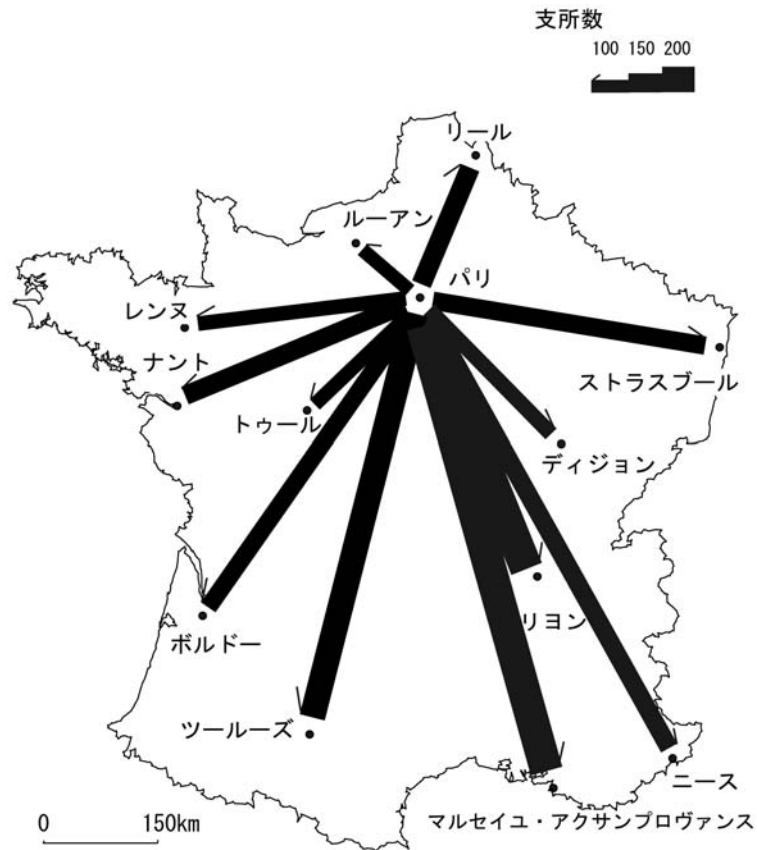 支所数
100 150 200
リール
ルーアン
パリ
レンヌ
ナント
ストラスブール
トゥール
ディジョン
リヨン
ボルドー
ツールーズ
ニース
0 150km
マルセイユ・アクサンプロヴァンス